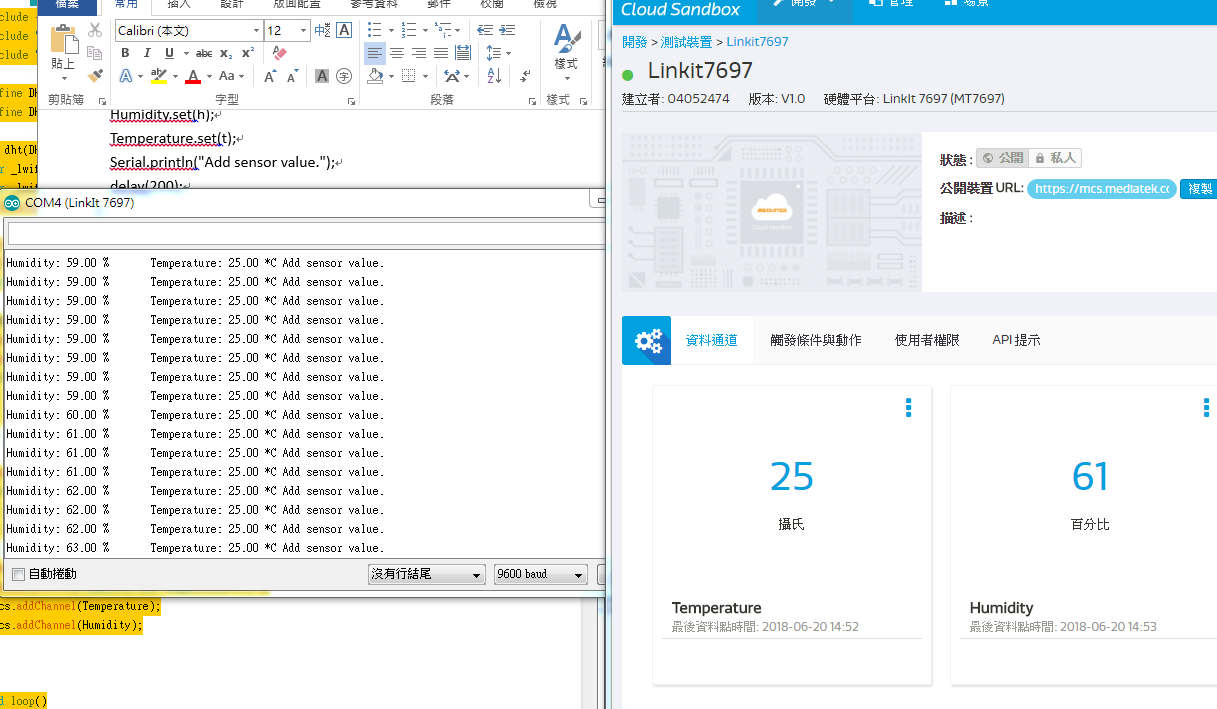 檔案 常用 插入 設計 版面配置 參考資料 郵件 校閱 檢視
貼上
Calibri (本文) 12
B I U abc x₂ x²
A ab A Aa A A A 字
剪貼簿 字型 段落 樣式
樣式
clude
clude
clude
fine DH
fine DH
dht(DH
r _lwif
r _lwif
Humidity.set(h);
Temperature.set(t);
Serial.println("Add sensor value.");
delay(200);
COM4 (LinkIt 7697)
Humidity: 59.00 % Temperature: 25.00 *C Add sensor value.
Humidity: 59.00 % Temperature: 25.00 *C Add sensor value.
Humidity: 59.00 % Temperature: 25.00 *C Add sensor value.
Humidity: 59.00 % Temperature: 25.00 *C Add sensor value.
Humidity: 59.00 % Temperature: 25.00 *C Add sensor value.
Humidity: 59.00 % Temperature: 25.00 *C Add sensor value.
Humidity: 59.00 % Temperature: 25.00 *C Add sensor value.
Humidity: 59.00 % Temperature: 25.00 *C Add sensor value.
Humidity: 60.00 % Temperature: 25.00 *C Add sensor value.
Humidity: 61.00 % Temperature: 25.00 *C Add sensor value.
Humidity: 61.00 % Temperature: 25.00 *C Add sensor value.
Humidity: 61.00 % Temperature: 25.00 *C Add sensor value.
Humidity: 62.00 % Temperature: 25.00 *C Add sensor value.
Humidity: 62.00 % Temperature: 25.00 *C Add sensor value.
Humidity: 62.00 % Temperature: 25.00 *C Add sensor value.
Humidity: 63.00 % Temperature: 25.00 *C Add sensor value.
自動捲動 沒有行結尾 9600 baud
cs.addChannel(Temperature);
cs.addChannel(Humidity);
d loop()
Cloud Sandbox 開發 管理 場景
開發 > 測試裝置 > Linkit7697
Linkit7697
建立者: 04052474 版本: V1.0 硬體平台: LinkIt 7697 (MT7697)
MEDIATEK
狀態 : 公開 私人
公開裝置 URL: https://mcs.mediatek.cc 複製
描述 :
資料通道 觸發條件與動作 使用者權限 API 提示
25
攝氏
Temperature
最後資料點時間: 2018-06-20 14:52
61
百分比
Humidity
最後資料點時間: 2018-06-20 14:53